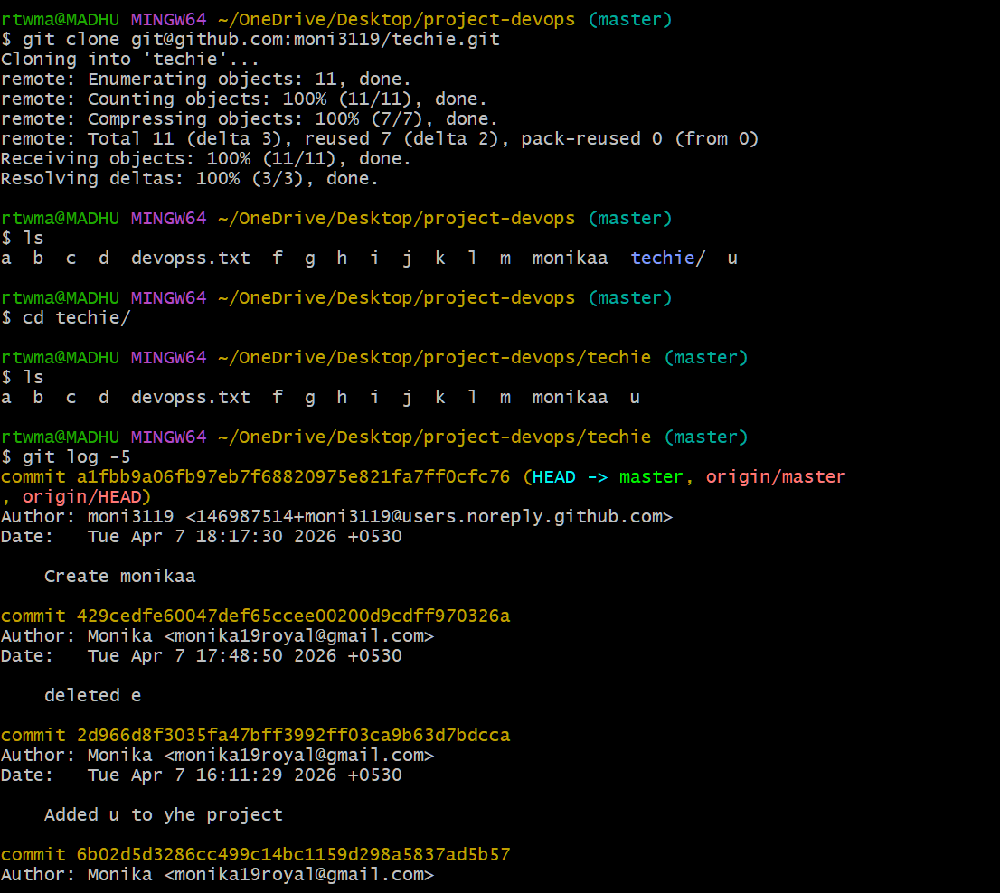 rtwma@MADHU MINGW64 ~/OneDrive/Desktop/project-devops (master)
$ git clone git@github.com:moni3119/techie.git
Cloning into 'techie'...
remote: Enumerating objects: 11, done.
remote: Counting objects: 100% (11/11), done.
remote: Compressing objects: 100% (7/7), done.
remote: Total 11 (delta 3), reused 7 (delta 2), pack-reused 0 (from 0)
Receiving objects: 100% (11/11), done.
Resolving deltas: 100% (3/3), done.
rtwma@MADHU MINGW64 ~/OneDrive/Desktop/project-devops (master)
$ ls
a  b  c  d  devopss.txt  f  g  h  i  j  k  l  m  monikaa  techie/  u
rtwma@MADHU MINGW64 ~/OneDrive/Desktop/project-devops (master)
$ cd techie/
rtwma@MADHU MINGW64 ~/OneDrive/Desktop/project-devops/techie (master)
$ ls
a  b  c  d  devopss.txt  f  g  h  i  j  k  l  m  monikaa  u
rtwma@MADHU MINGW64 ~/OneDrive/Desktop/project-devops/techie (master)
$ git log -5
commit a1fbb9a06fb97eb7f68820975e821fa7ff0cfc76 (HEAD -> master, origin/master
, origin/HEAD)
Author: moni3119 <146987514+moni3119@users.noreply.github.com>
Date:   Tue Apr 7 18:17:30 2026 +0530
    Create monikaa
commit 429cedfe60047def65ccee00200d9cdff970326a
Author: Monika <monika19royal@gmail.com>
Date:   Tue Apr 7 17:48:50 2026 +0530
    deleted e
commit 2d966d8f3035fa47bff3992ff03ca9b63d7bdcca
Author: Monika <monika19royal@gmail.com>
Date:   Tue Apr 7 16:11:29 2026 +0530
    Added u to yhe project
commit 6b02d5d3286cc499c14bc1159d298a5837ad5b57
Author: Monika <monika19royal@gmail.com>